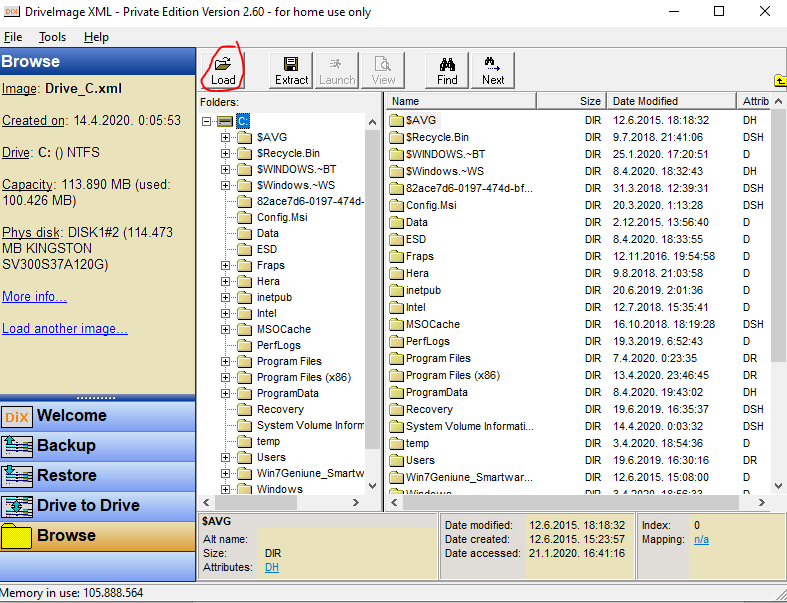 DriveImage XML - Private Edition Version 2.60 - for home use only
File Tools Help
Browse
Image: Drive_C.xml
Created on: 14.4.2020. 0:05:53
Drive: C: () NTFS
Capacity: 113.890 MB (used:
100.426 MB)
Phys disk: DISK1#2 (114.473
MB KINGSTON
SV300S37A120G)
More info...
Load another image...
DiX Welcome
Backup
Restore
Drive to Drive
Browse
Load Extract Launch View Find Next
Folders:
C:
$AVG
$Recycle.Bin
$WINDOWS.~BT
$Windows.~WS
82ace7d6-0197-474d-
Config.Msi
Data
ESD
Fraps
Hera
inetpub
Intel
MSOCache
PerfLogs
Program Files
Program Files (x86)
ProgramData
Recovery
System Volume Inform
temp
Users
Win7Geniune_Smartw
Windows
Name Size Date Modified Attrib
$AVG DIR 12.6.2015. 18:18:32 DH
$Recycle.Bin DIR 9.7.2018. 21:41:06 DSH
$WINDOWS.~BT DIR 25.1.2020. 17:20:51 D
$Windows.~WS DIR 8.4.2020. 18:32:43 DH
82ace7d6-0197-474d-bf... DIR 31.3.2018. 12:39:31 DSH
Config.Msi DIR 20.3.2020. 1:13:28 DSH
Data DIR 2.12.2015. 13:56:40 D
ESD DIR 8.4.2020. 18:33:55 D
Fraps DIR 12.11.2016. 19:54:58 D
Hera DIR 9.8.2018. 21:03:58 D
inetpub DIR 20.6.2019. 2:01:36 D
Intel DIR 12.7.2018. 15:35:41 D
MSOCache DIR 16.10.2018. 18:19:28 DSH
PerfLogs DIR 19.3.2019. 6:52:43 D
Program Files DIR 7.4.2020. 0:23:35 DR
Program Files (x86) DIR 13.4.2020. 23:46:45 DR
ProgramData DIR 8.4.2020. 19:43:02 DH
Recovery DIR 19.6.2019. 16:35:37 DSH
System Volume Informati... DIR 14.4.2020. 0:03:32 DSH
temp DIR 3.4.2020. 18:54:36 D
Users DIR 19.6.2019. 16:30:16 DR
Win7Geniune_Smartwar... DIR 12.6.2015. 15:08:00 D
Windows DIR 3.4.2020. 18:56:33 D
$AVG
Alt name:
Size: DIR
Attributes: DH
Date modified: 12.6.2015. 18:18:32
Date created: 12.6.2015. 15:23:57
Date accessed: 21.1.2020. 16:41:16
Index: 0
Mapping: n/a
Memory in use: 105.888.564